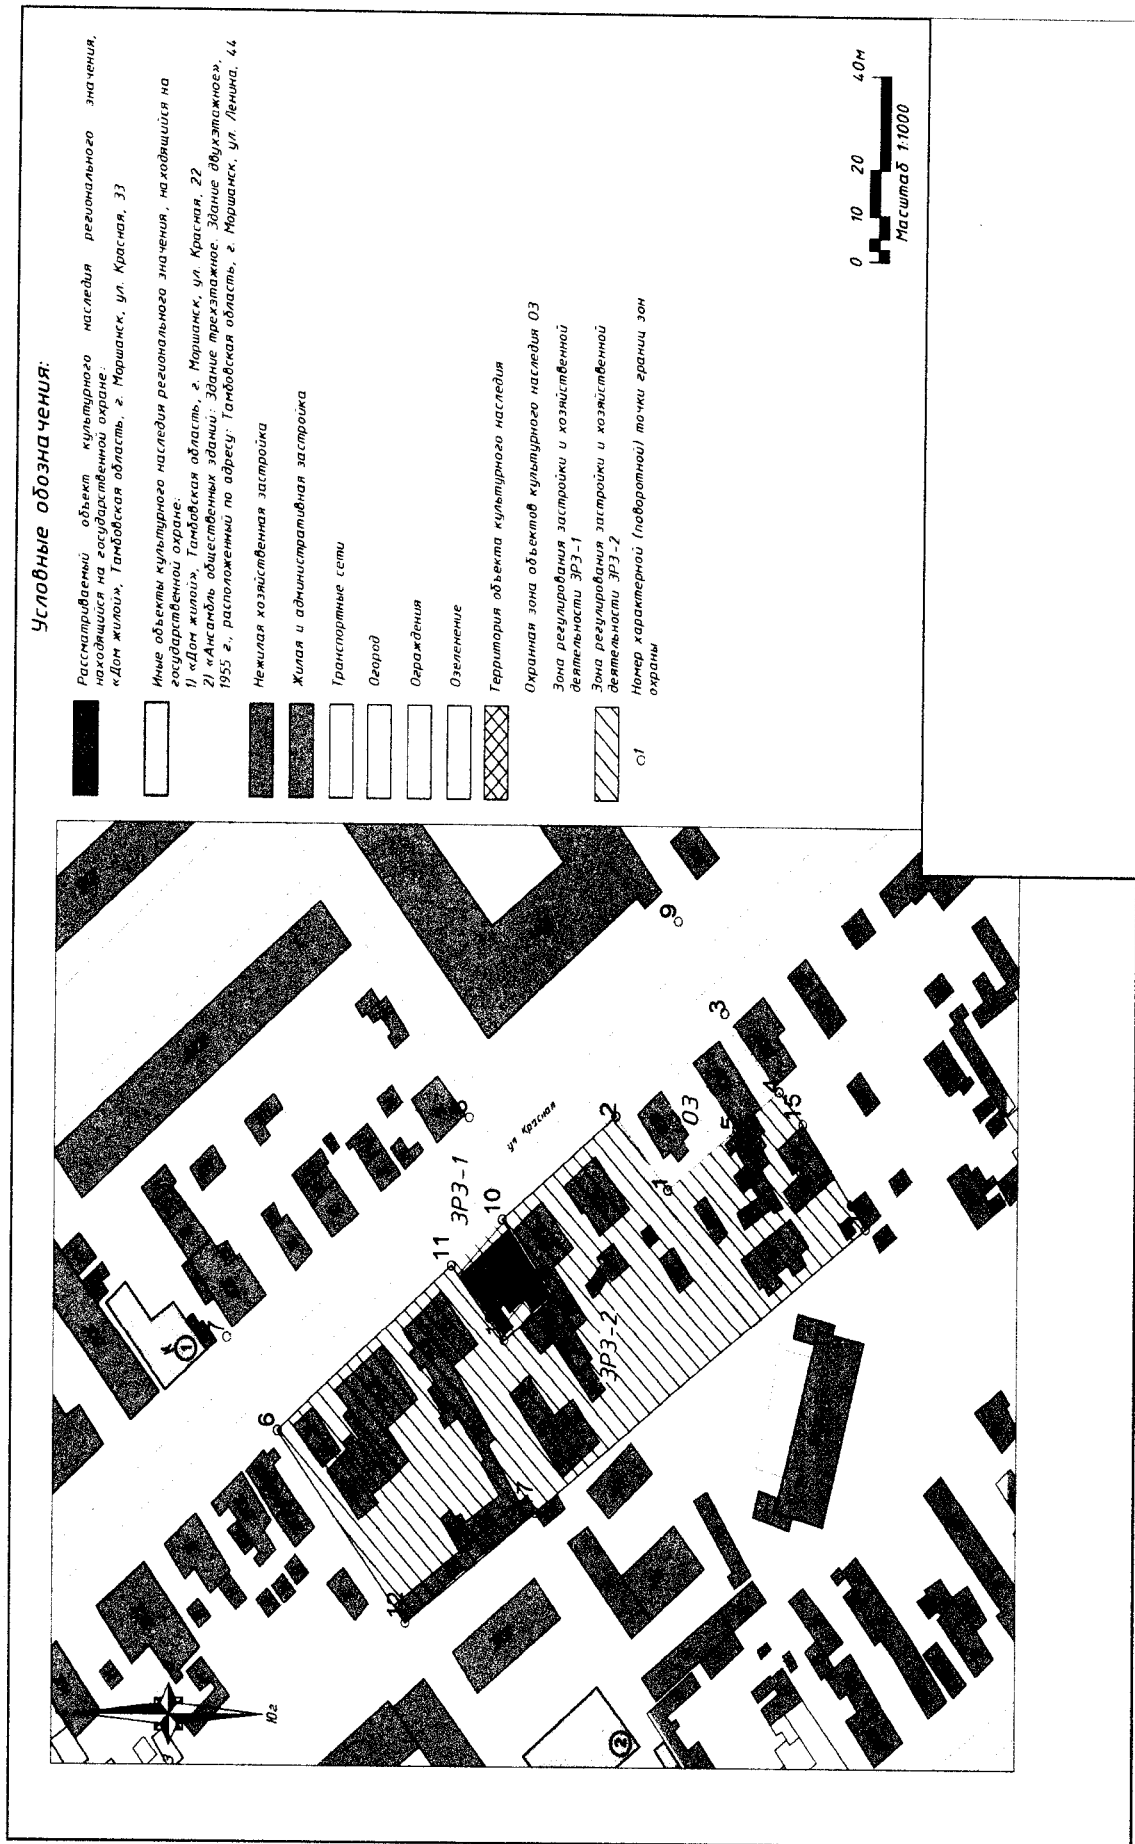 Условные обозначения:
Рассматриваемый объект культурного наследия регионального значения,
находящийся на государственной охране:
«Дом жилой», Тамбовская область, г. Моршанск, ул. Красная, 33
Иные объекты культурного наследия регионального значения, находящийся на
государственной охране:
1) «Дом жилой», Тамбовская область, г. Моршанск, ул. Красная, 22
2) «Ансамбль общественных зданий: Здание трехэтажное. Здание двухэтажное»,
1955 г., расположенный по адресу: Тамбовская область, г. Моршанск, ул. Ленина, 44
Нежилая хозяйственная застройка
Жилая и административная застройка
Транспортные сети
Огород
Ограждения
Озеленение
Территория объекта культурного наследия
Охранная зона объектов культурного наследия ОЗ
Зона регулирования застройки и хозяйственной
деятельности ЗРЗ-1
Зона регулирования застройки и хозяйственной
деятельности ЗРЗ-2
1
Номер характерной (поворотной) точки границ зон
охраны
0 10 20 40м
Масштаб 1:1000
Юг
З
К
1
2
6
12
11
ЗРЗ-1
10
ул Красная
2
9
3
1
ОЗ
5
4
15
ЗРЗ-2